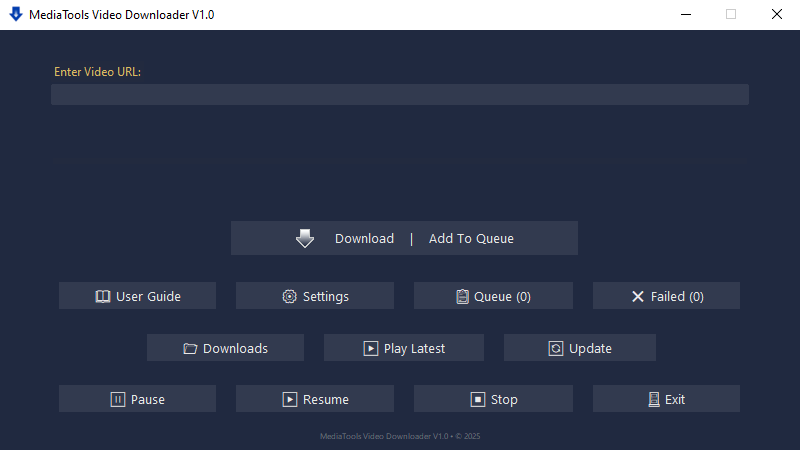 MediaTools Video Downloader V1.0
Enter Video URL:
Download | Add To Queue
User Guide Settings Queue (0) Failed (0)
Downloads Play Latest Update
Pause Resume Stop Exit
MediaTools Video Downloader V1.0 • © 2025